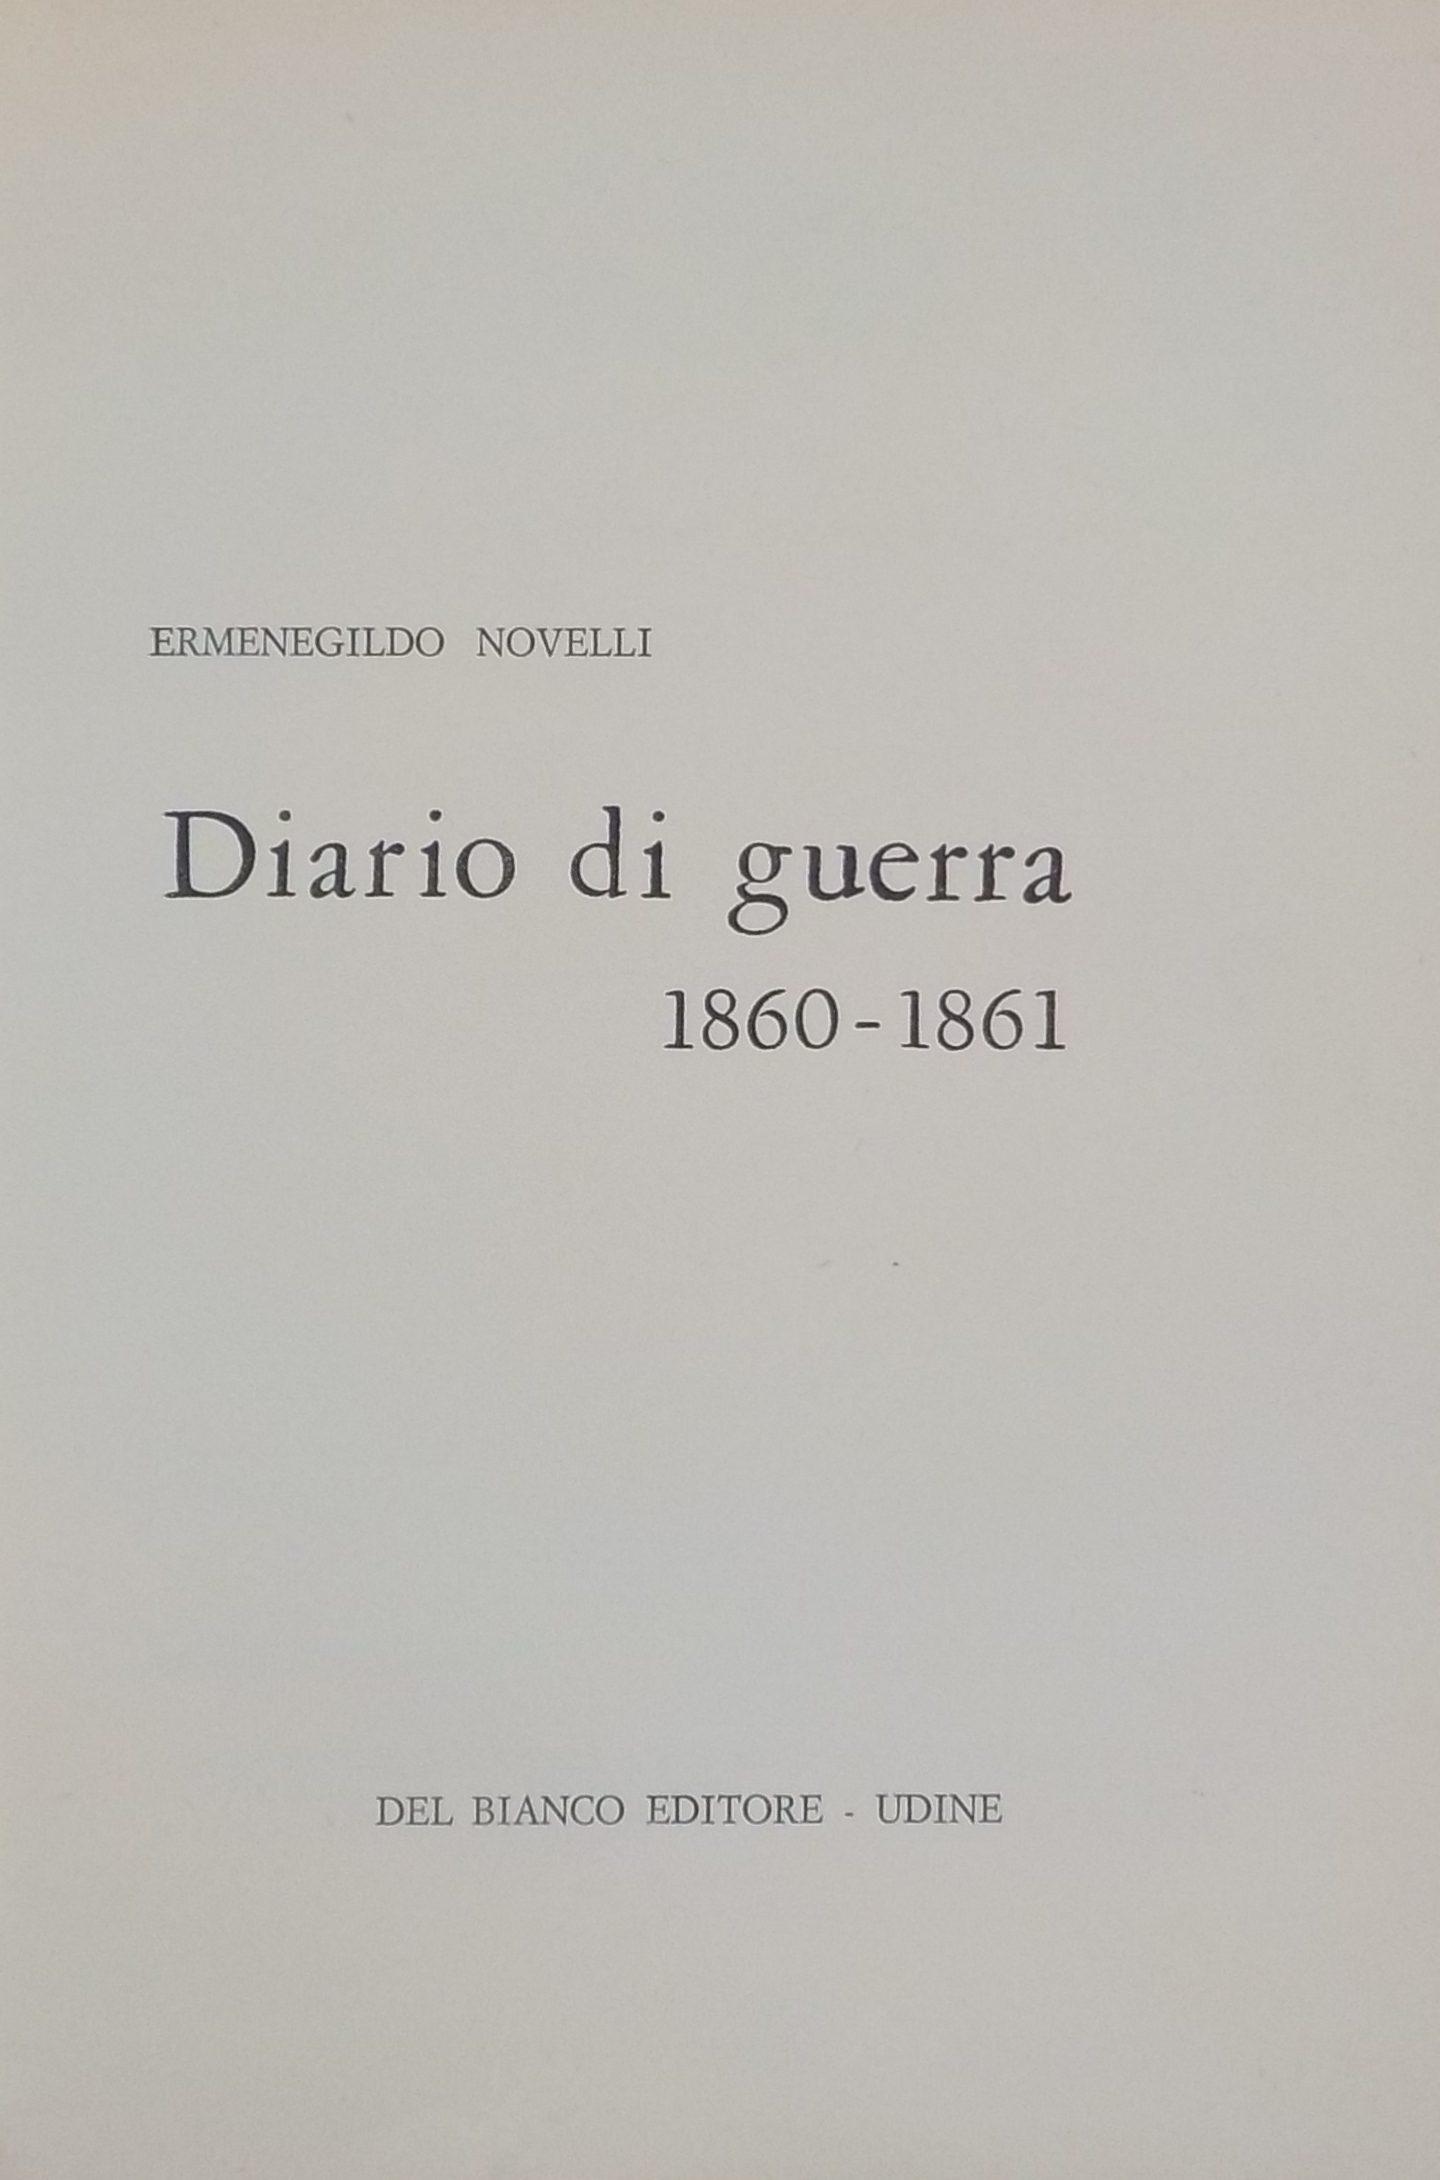 ERMENEGILDO NOVELLI
Diario di guerra
1860-1861
DEL BIANCO EDITORE - UDINE